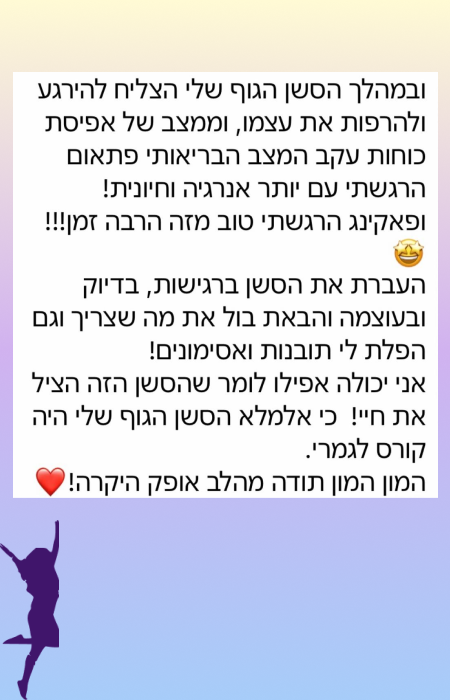 ובמהלך הסשן הגוף שלי הצליח להירגע
ולהרפות את עצמו, וממצב של אפיסת
כוחות עקב המצב הבריאותי פתאום
הרגשתי עם יותר אנרגיה וחיונית!
ופאקינג הרגשתי טוב מזה הרבה זמן!!!
🤩
העברת את הסשן ברגישות, בדיוק
ובעוצמה והבאת בול את מה שצריך וגם
הפלת לי תובנות ואסימונים!
אני יכולה אפילו לומר שהסשן הזה הציל
את חיי! כי אלמלא הסשן הגוף שלי היה
קורס לגמרי.
המון המון תודה מהלב אופק היקרה!❤️